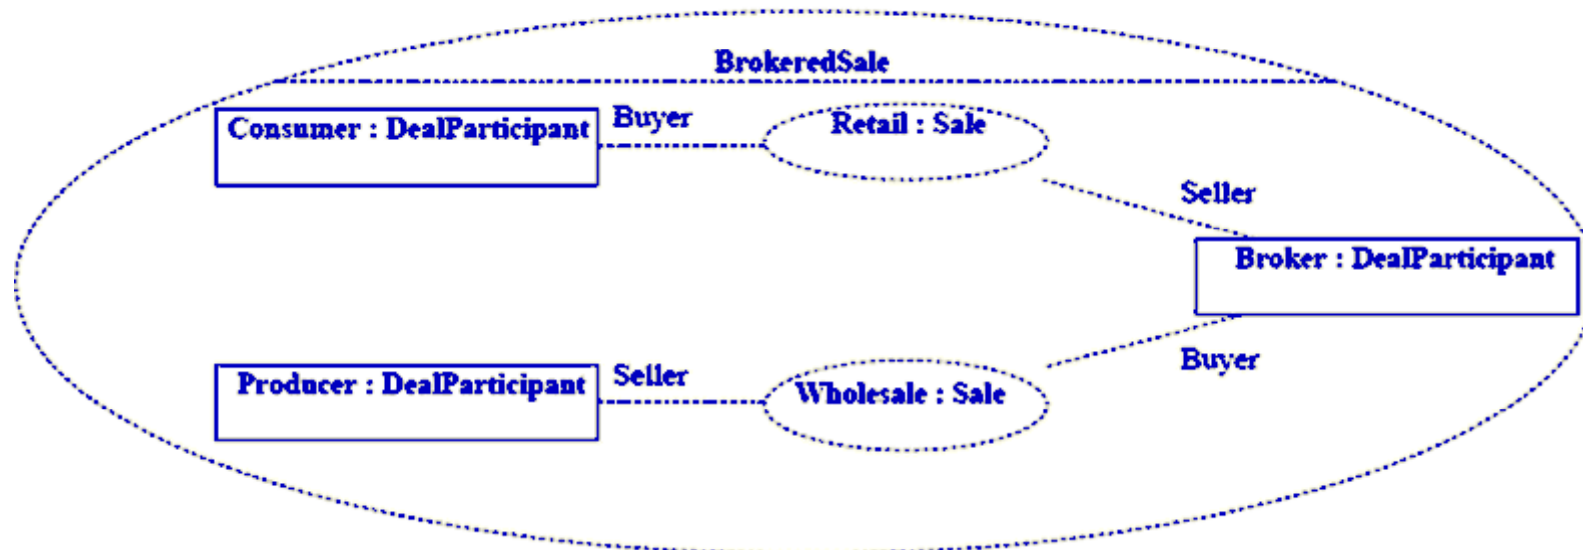 BrokeredSale
Consumer : DealParticipant
Buyer
Retail : Sale
Seller
Broker : DealParticipant
Buyer
Producer : DealParticipant
Seller
Wholesale : Sale